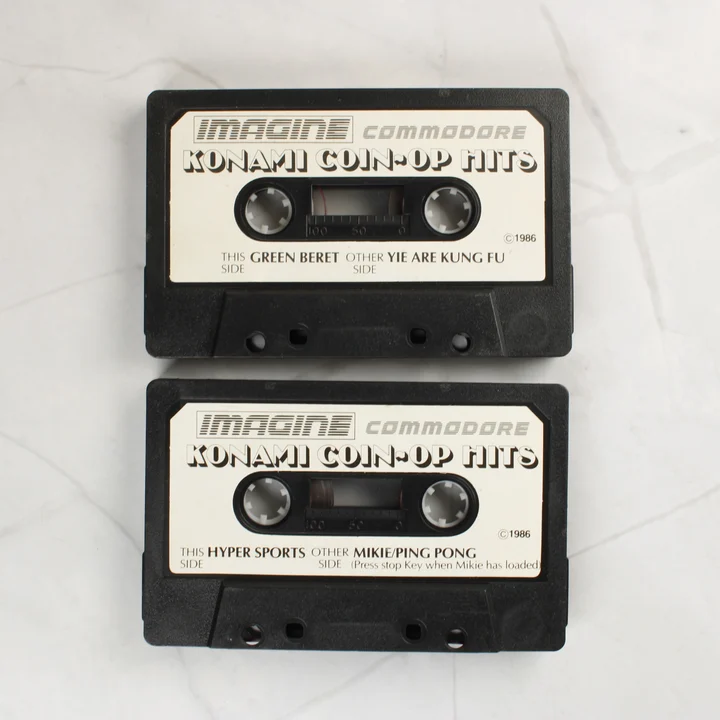 IMAGINE COMMODORE
KONAMI COIN-OP HITS
100 50 0
©1986
THIS GREEN BERET OTHER YIE ARE KUNG FU
SIDE SIDE
IMAGINE COMMODORE
KONAMI COIN-OP HITS
100 50 0
©1986
THIS HYPER SPORTS OTHER MIKIE/PING PONG
SIDE SIDE (Press stop Key when Mikie has loaded)